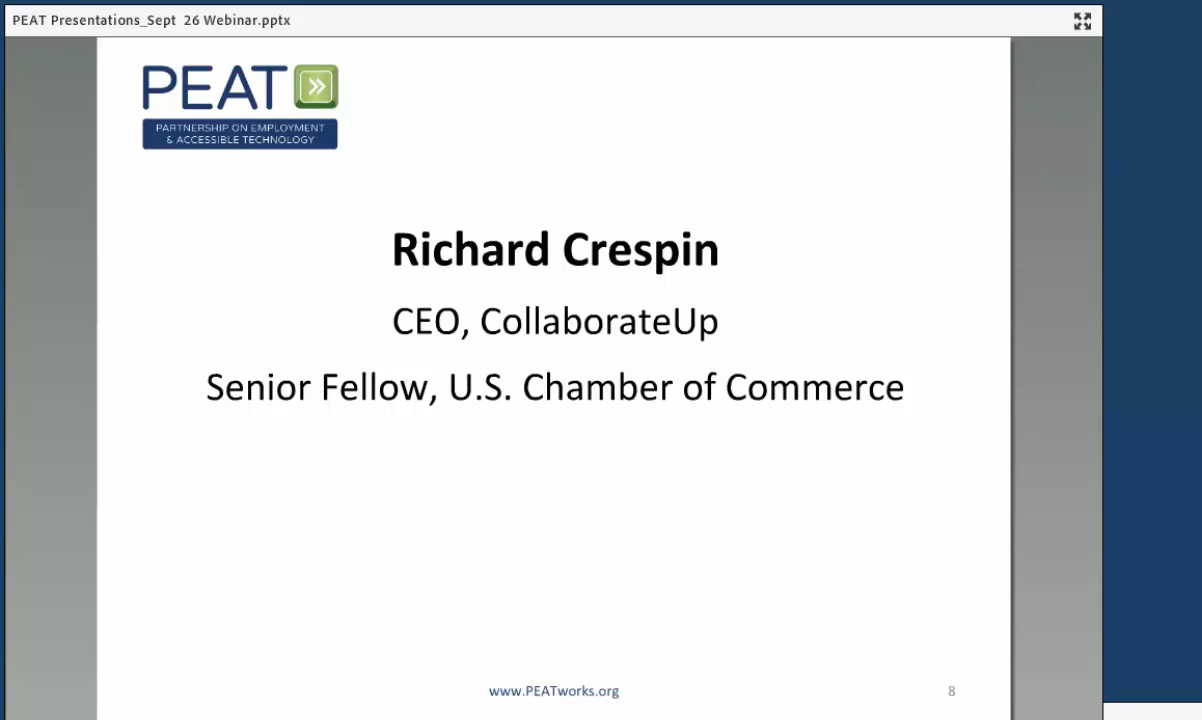 PEAT Presentations_Sept  26 Webinar.pptx
PEAT
PARTNERSHIP ON EMPLOYMENT
& ACCESSIBLE TECHNOLOGY
Richard Crespin
CEO, CollaborateUp
Senior Fellow, U.S. Chamber of Commerce
www.PEATworks.org
8